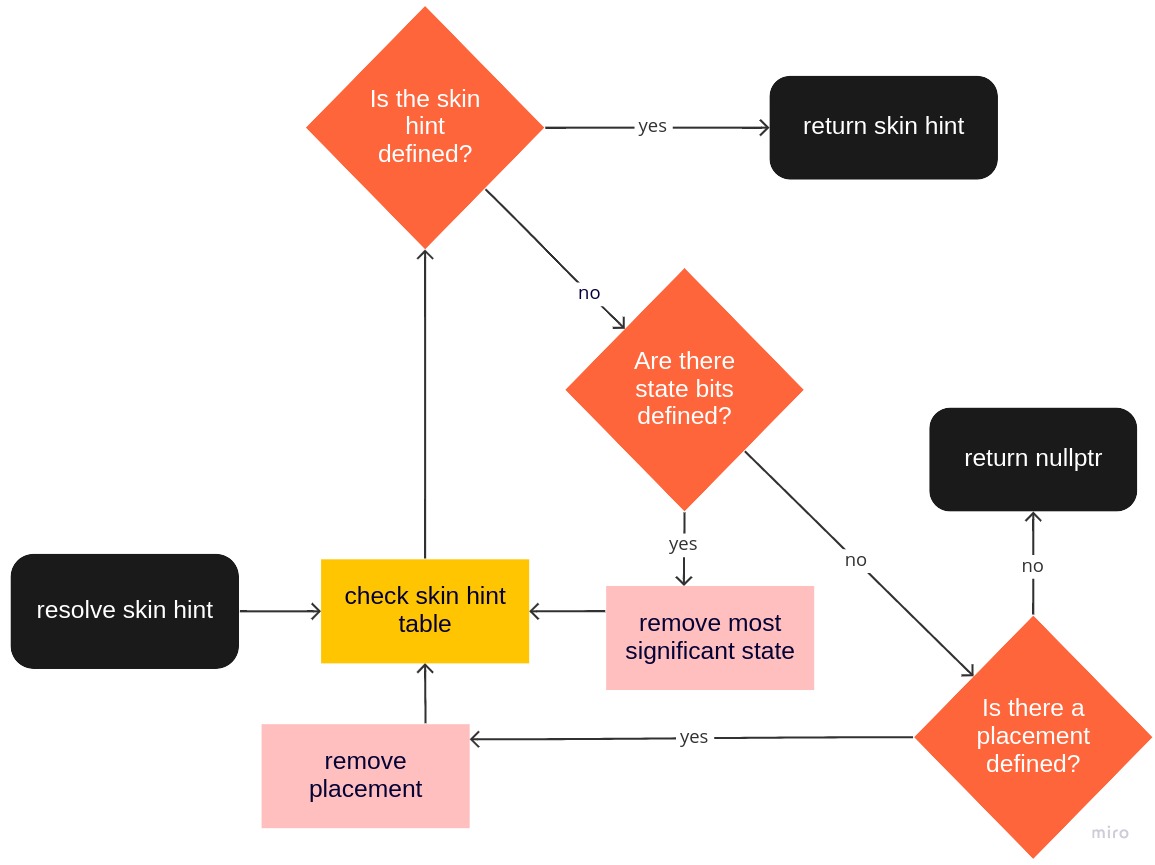 Is the skin
hint
defined?
yes
return skin hint
no
Are there
state bits
defined?
return nullptr
yes
no
no
resolve skin hint
check skin hint
table
remove most
significant state
Is there a
placement
defined?
yes
remove
placement
miro